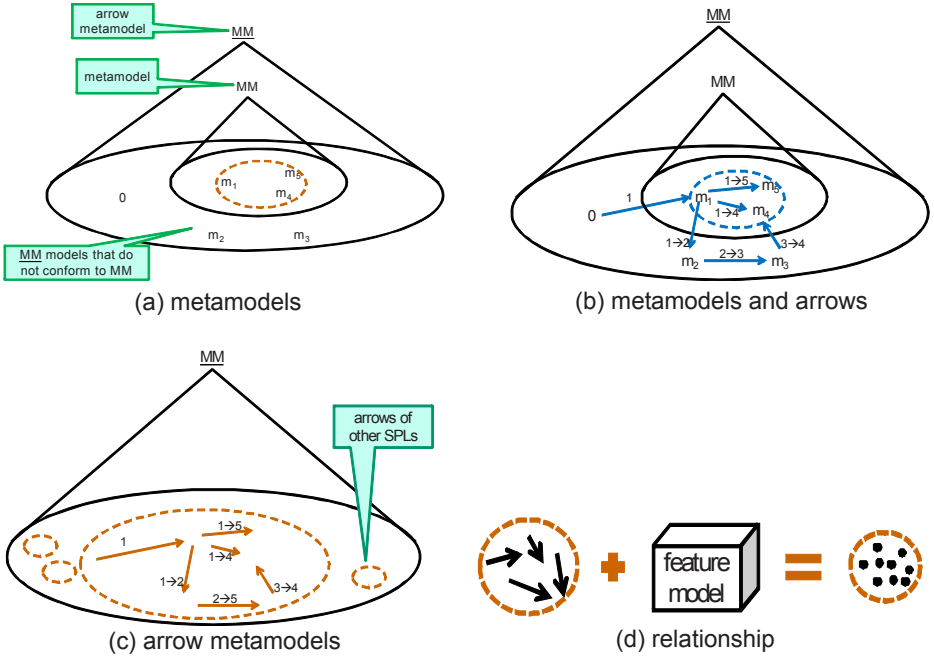 arrow
metamodel
MM
metamodel
MM
0
m1
m5
m4
m2
m3
MM models that do
not conform to MM
(a) metamodels
MM
MM
1
0
m1
1→5
m5
1→4
m4
1→2
3→4
m2
2→3
m3
(b) metamodels and arrows
MM
arrows of
other SPLs
1
1→5
1→4
1→2
3→4
2→5
(c) arrow metamodels
feature
model
(d) relationship